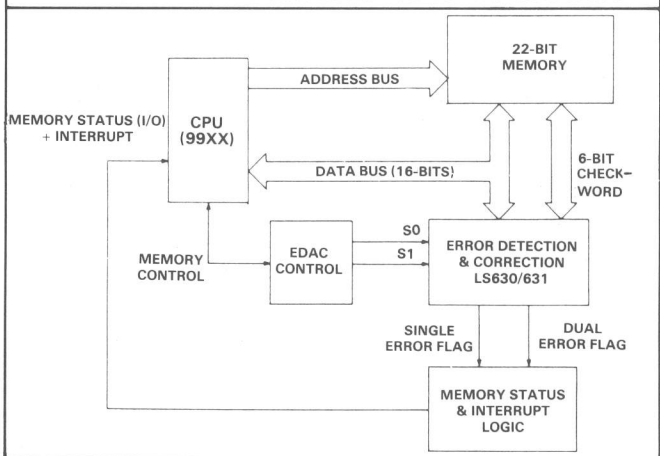 22-BIT
MEMORY
ADDRESS BUS
CPU
(99XX)
MEMORY STATUS (I/O)
+ INTERRUPT
DATA BUS (16-BITS)
6-BIT
CHECK-
WORD
S0
S1
EDAC
CONTROL
MEMORY
CONTROL
ERROR DETECTION
& CORRECTION
LS630/631
SINGLE
ERROR FLAG
DUAL
ERROR FLAG
MEMORY STATUS
& INTERRUPT
LOGIC